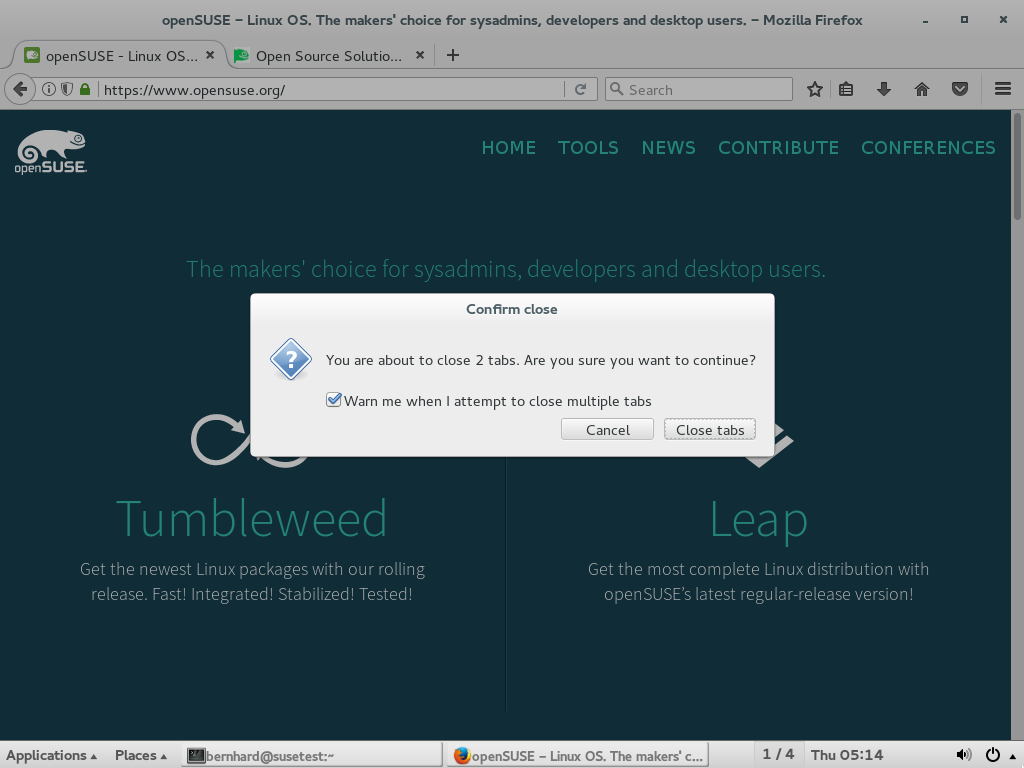 openSUSE – Linux OS. The makers' choice for sysadmins, developers and desktop users. – Mozilla Firefox
openSUSE - Linux OS...
Open Source Solutio...
https://www.opensuse.org/
Search
openSUSE
HOME TOOLS NEWS CONTRIBUTE CONFERENCES
The makers' choice for sysadmins, developers and desktop users.
Confirm close
You are about to close 2 tabs. Are you sure you want to continue?
Warn me when I attempt to close multiple tabs
Cancel
Close tabs
Tumbleweed
Get the newest Linux packages with our rolling
release. Fast! Integrated! Stabilized! Tested!
Leap
Get the most complete Linux distribution with
openSUSE’s latest regular-release version!
Applications Places bernhard@susetest:~ openSUSE – Linux OS. The makers' c... 1 / 4 Thu 05:14